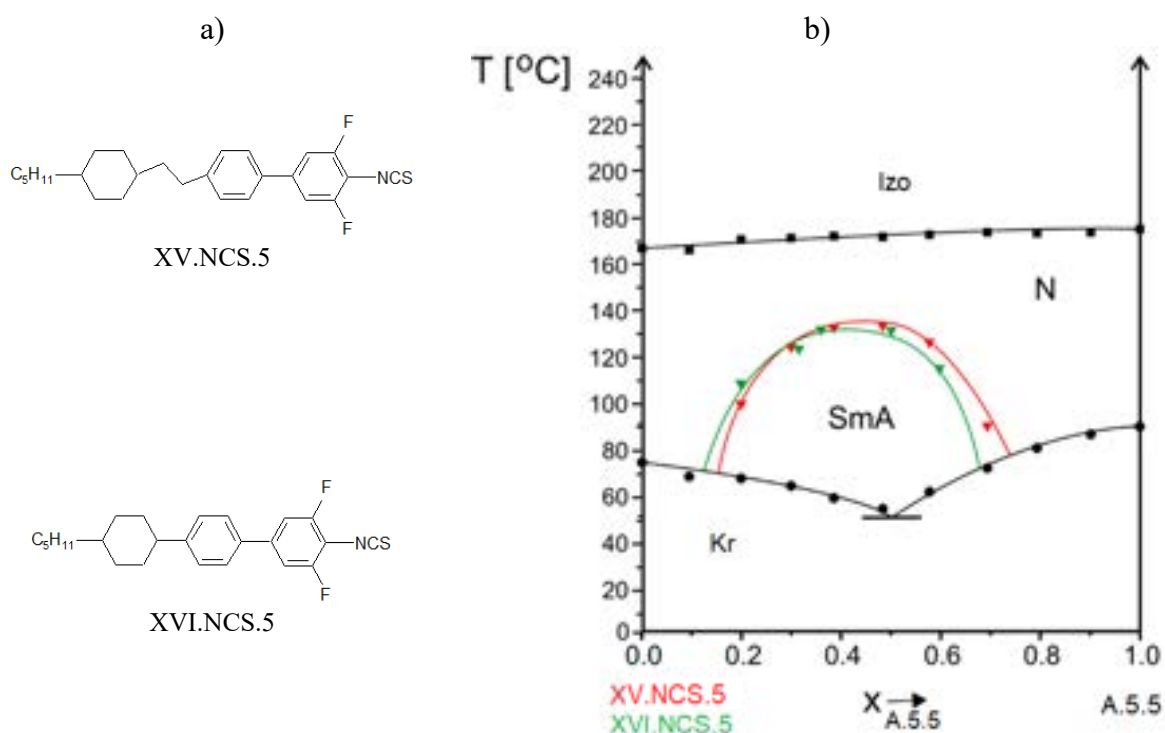 a)
C₅H₁₁
F
NCS
F
XV.NCS.5
C₅H₁₁
F
NCS
F
XVI.NCS.5
b)
T [°C]
240
220
200
180
160
140
130
100
80
60
40
20
0
Izo
N
SmA
Kr
0.0 0.2 0.4 0.6 0.8 1.0
XV.NCS.5
XVI.NCS.5
X A.5.5
A.5.5